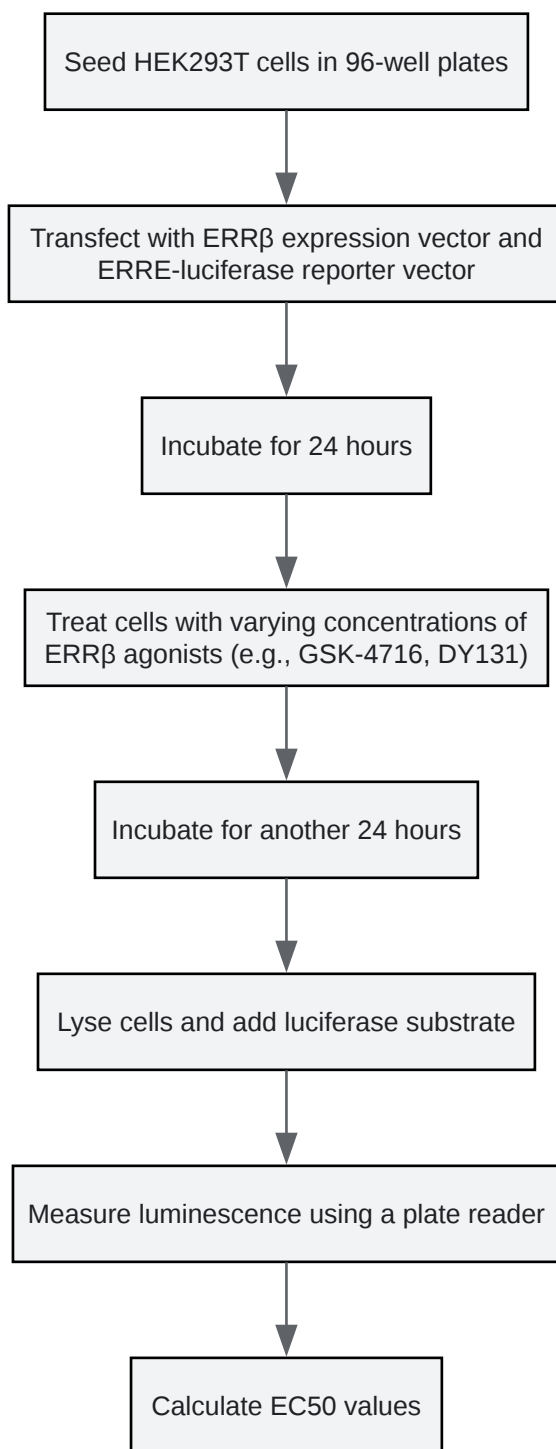 Seed HEK293T cells in 96-well plates
Transfect with ERRβ expression vector and
ERRE-luciferase reporter vector
Incubate for 24 hours
Treat cells with varying concentrations of
ERRβ agonists (e.g., GSK-4716, DY131)
Incubate for another 24 hours
Lyse cells and add luciferase substrate
Measure luminescence using a plate reader
Calculate EC50 values